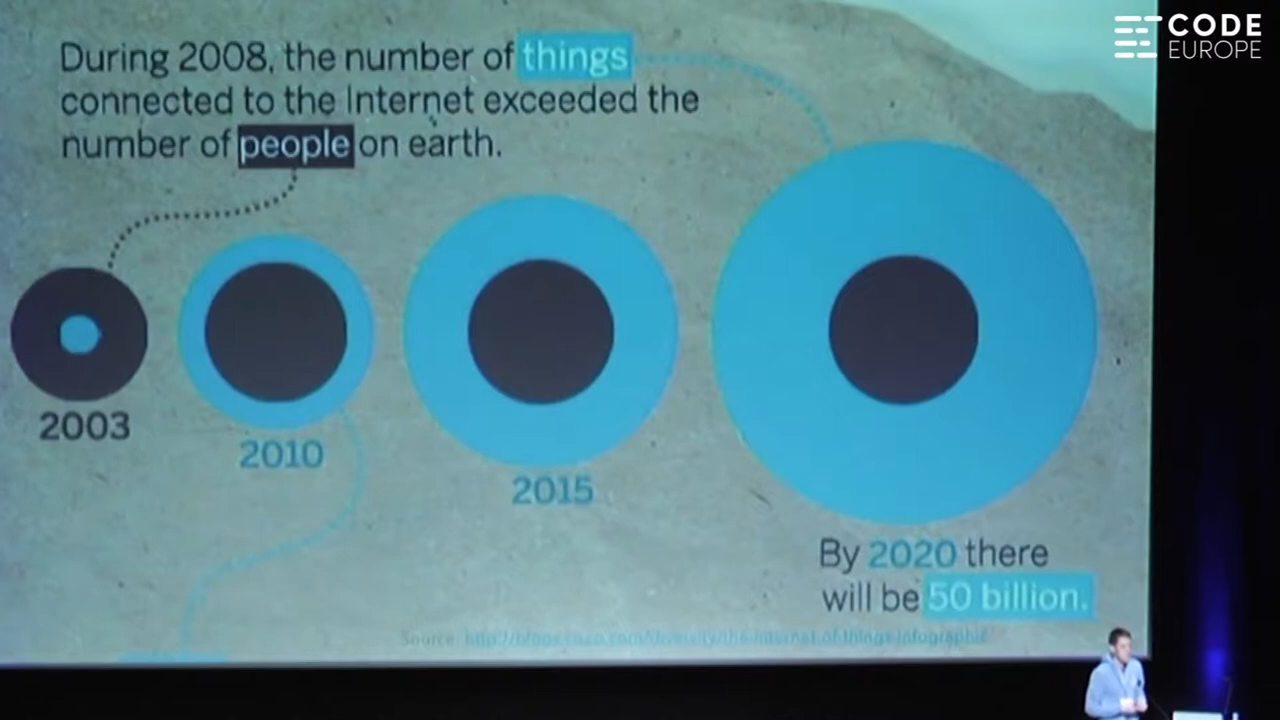 CODE
EUROPE
During 2008, the number of things
connected to the Internet exceeded the
number of people on earth.
2003
2010
2015
By 2020 there
will be 50 billion.
Source: